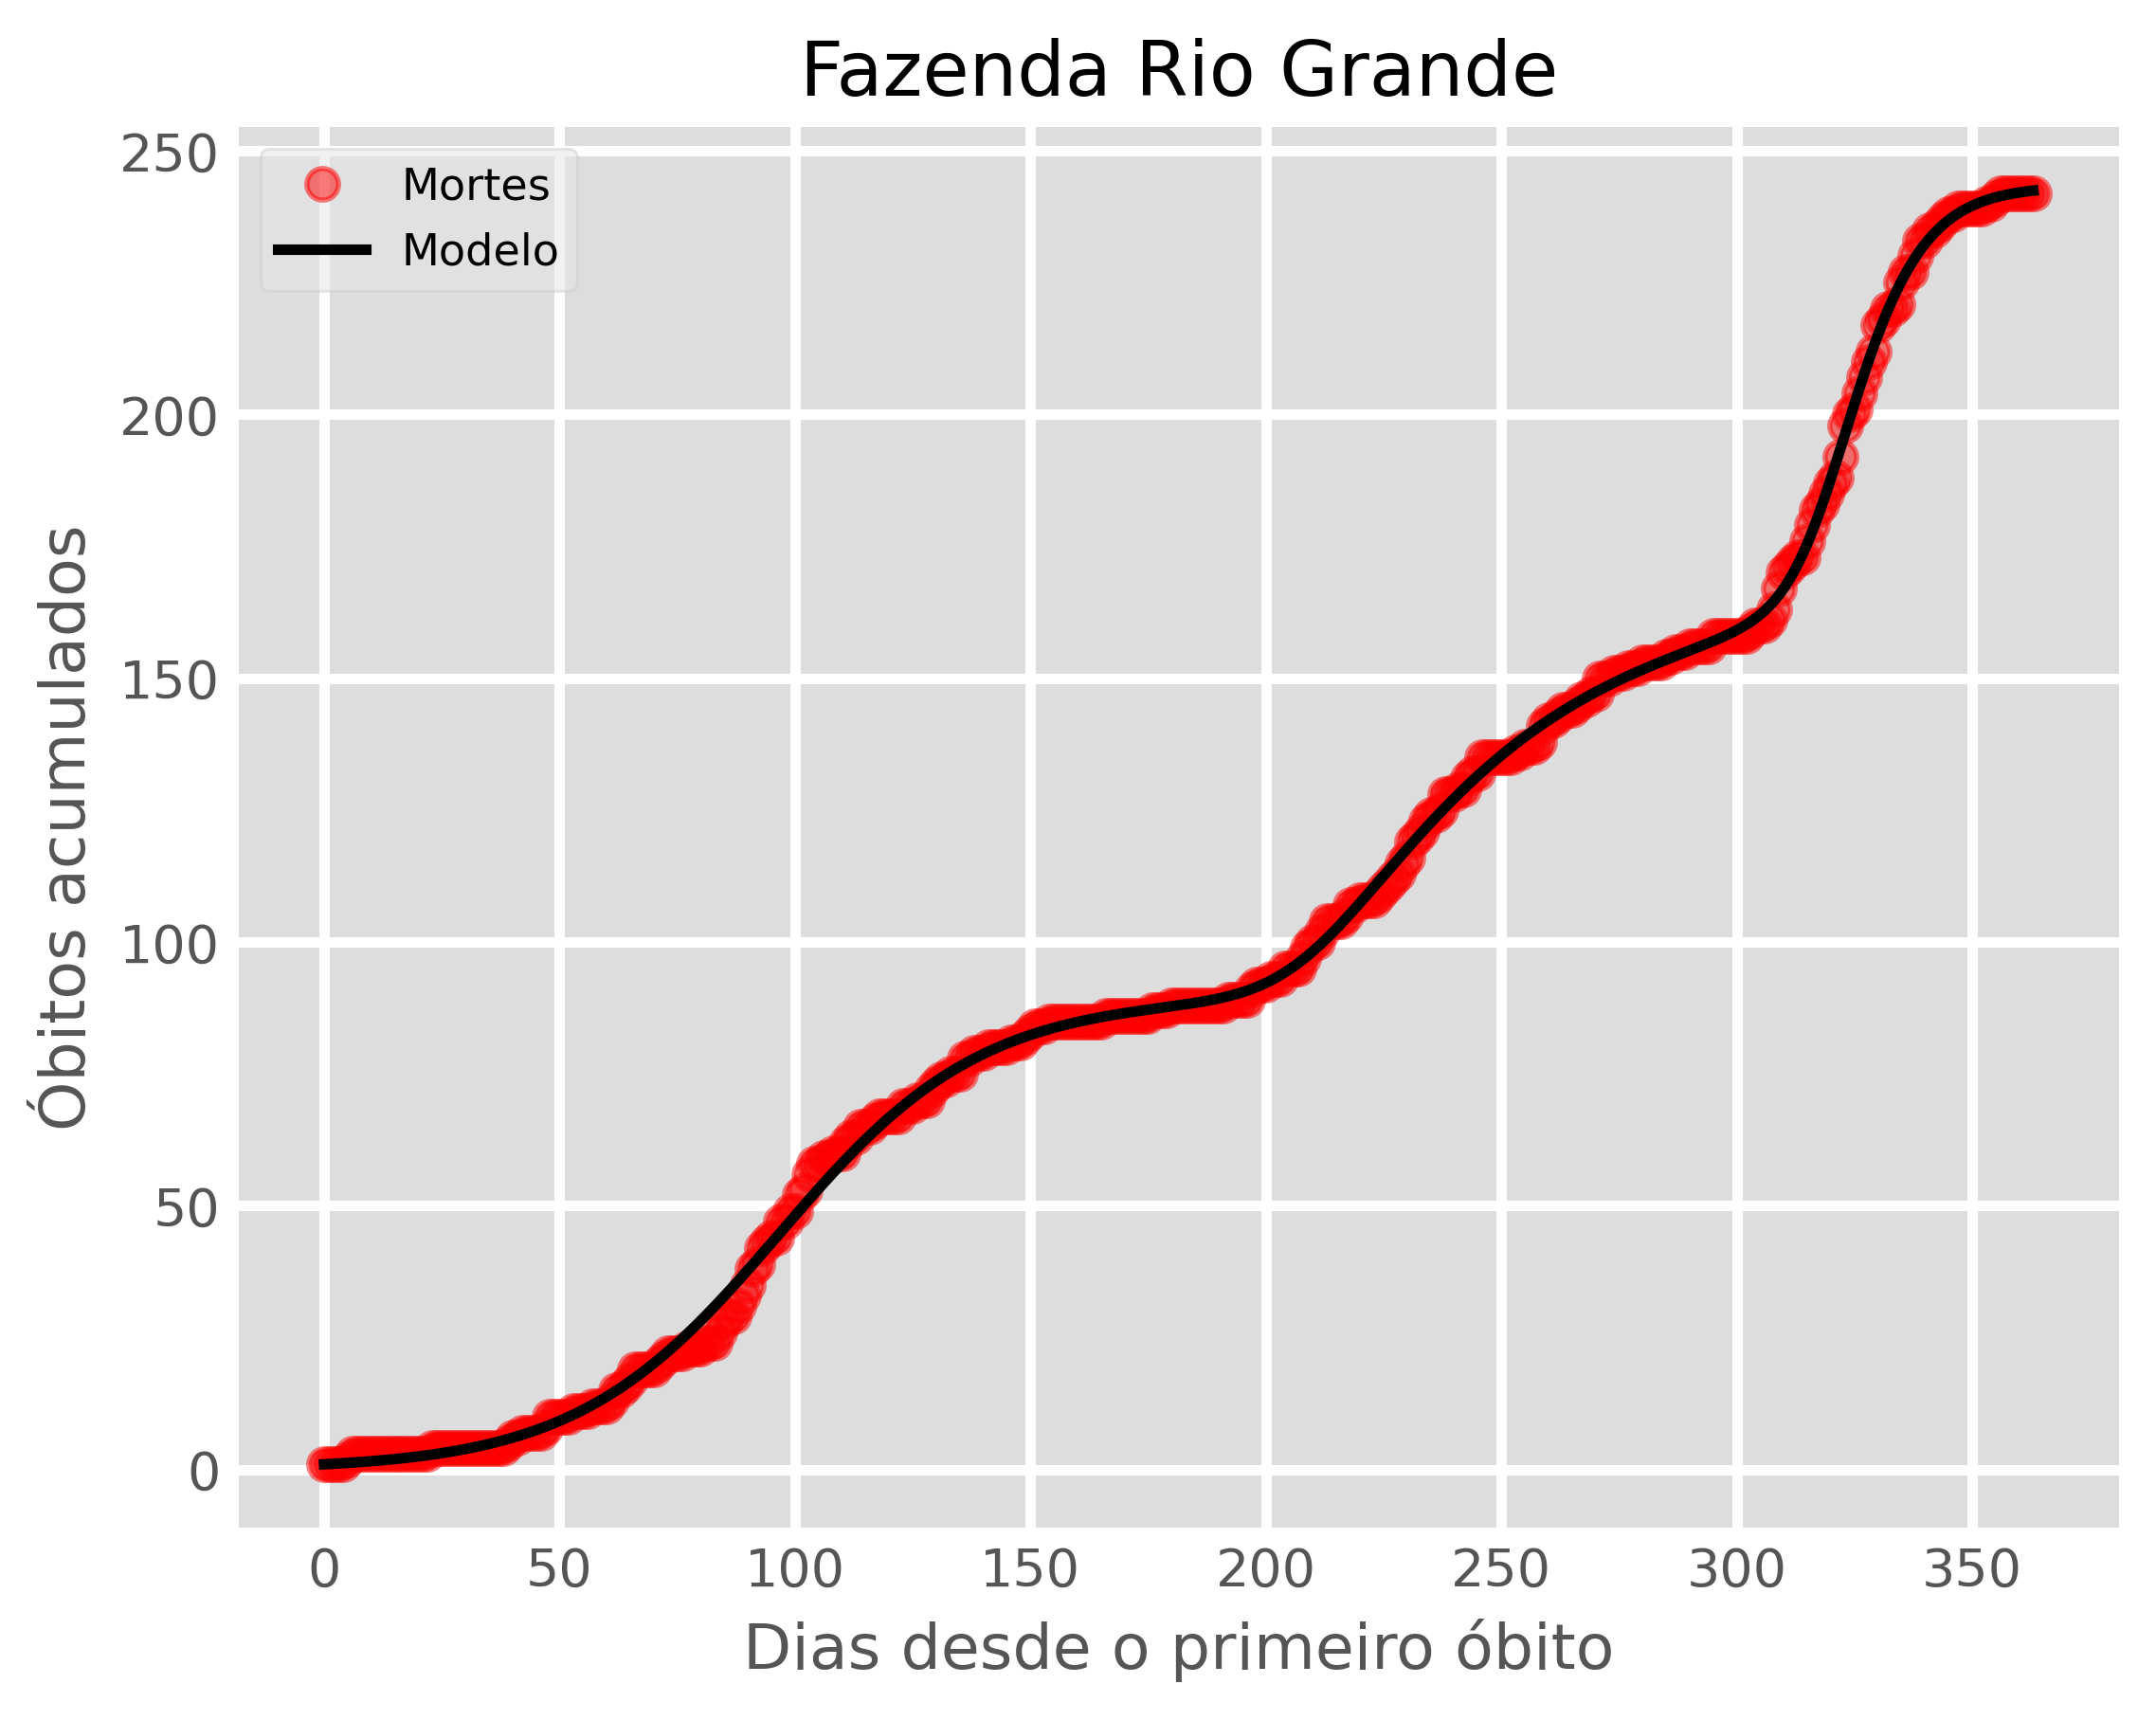 Fazenda Rio Grande
Mortes
Modelo
Óbitos acumulados
250
200
150
100
50
0
0 50 100 150 200 250 300 350
Dias desde o primeiro óbito